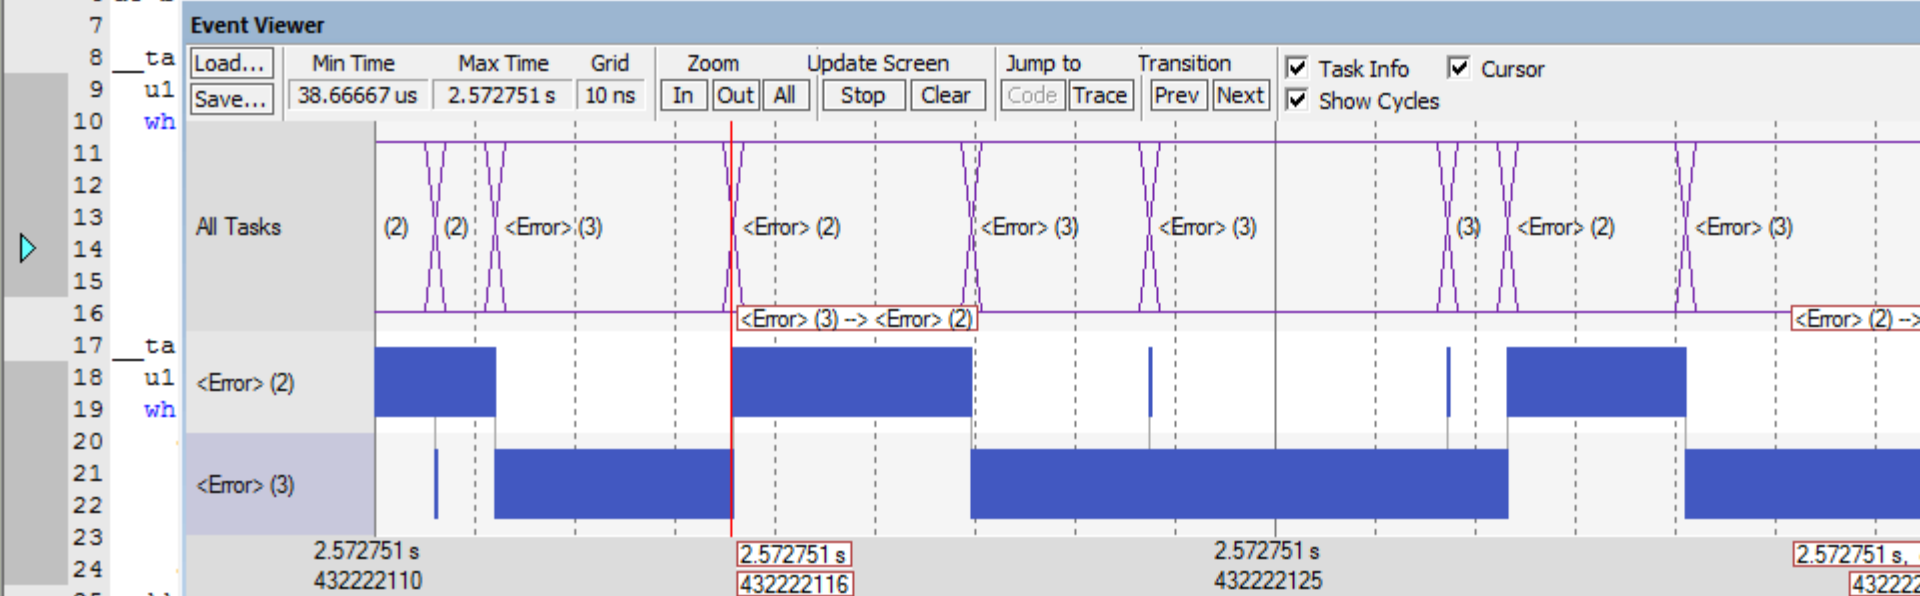 Event Viewer
Load...
Save...
Min Time
Max Time
Grid
Zoom
Update Screen
Jump to
Transition
38.66667 us
2.572751 s
10 ns
In
Out
All
Stop
Clear
Code
Trace
Prev
Next
Task Info
Cursor
Show Cycles
7
8 __ta
9 u1
10 wh
11
12
13
14
15
16
17 __ta
18 u1
19 wh
20
21
22
23
24
All Tasks
(2)
(2)
<Error> (3)
<Error> (2)
<Error> (3)
<Error> (3)
(3)
<Error> (2)
<Error> (3)
<Error> (3) --> <Error> (2)
<Error> (2) -->
<Error> (2)
<Error> (3)
2.572751 s
2.572751 s
2.572751 s
2.572751 s,
432222110
432222116
432222125
432222